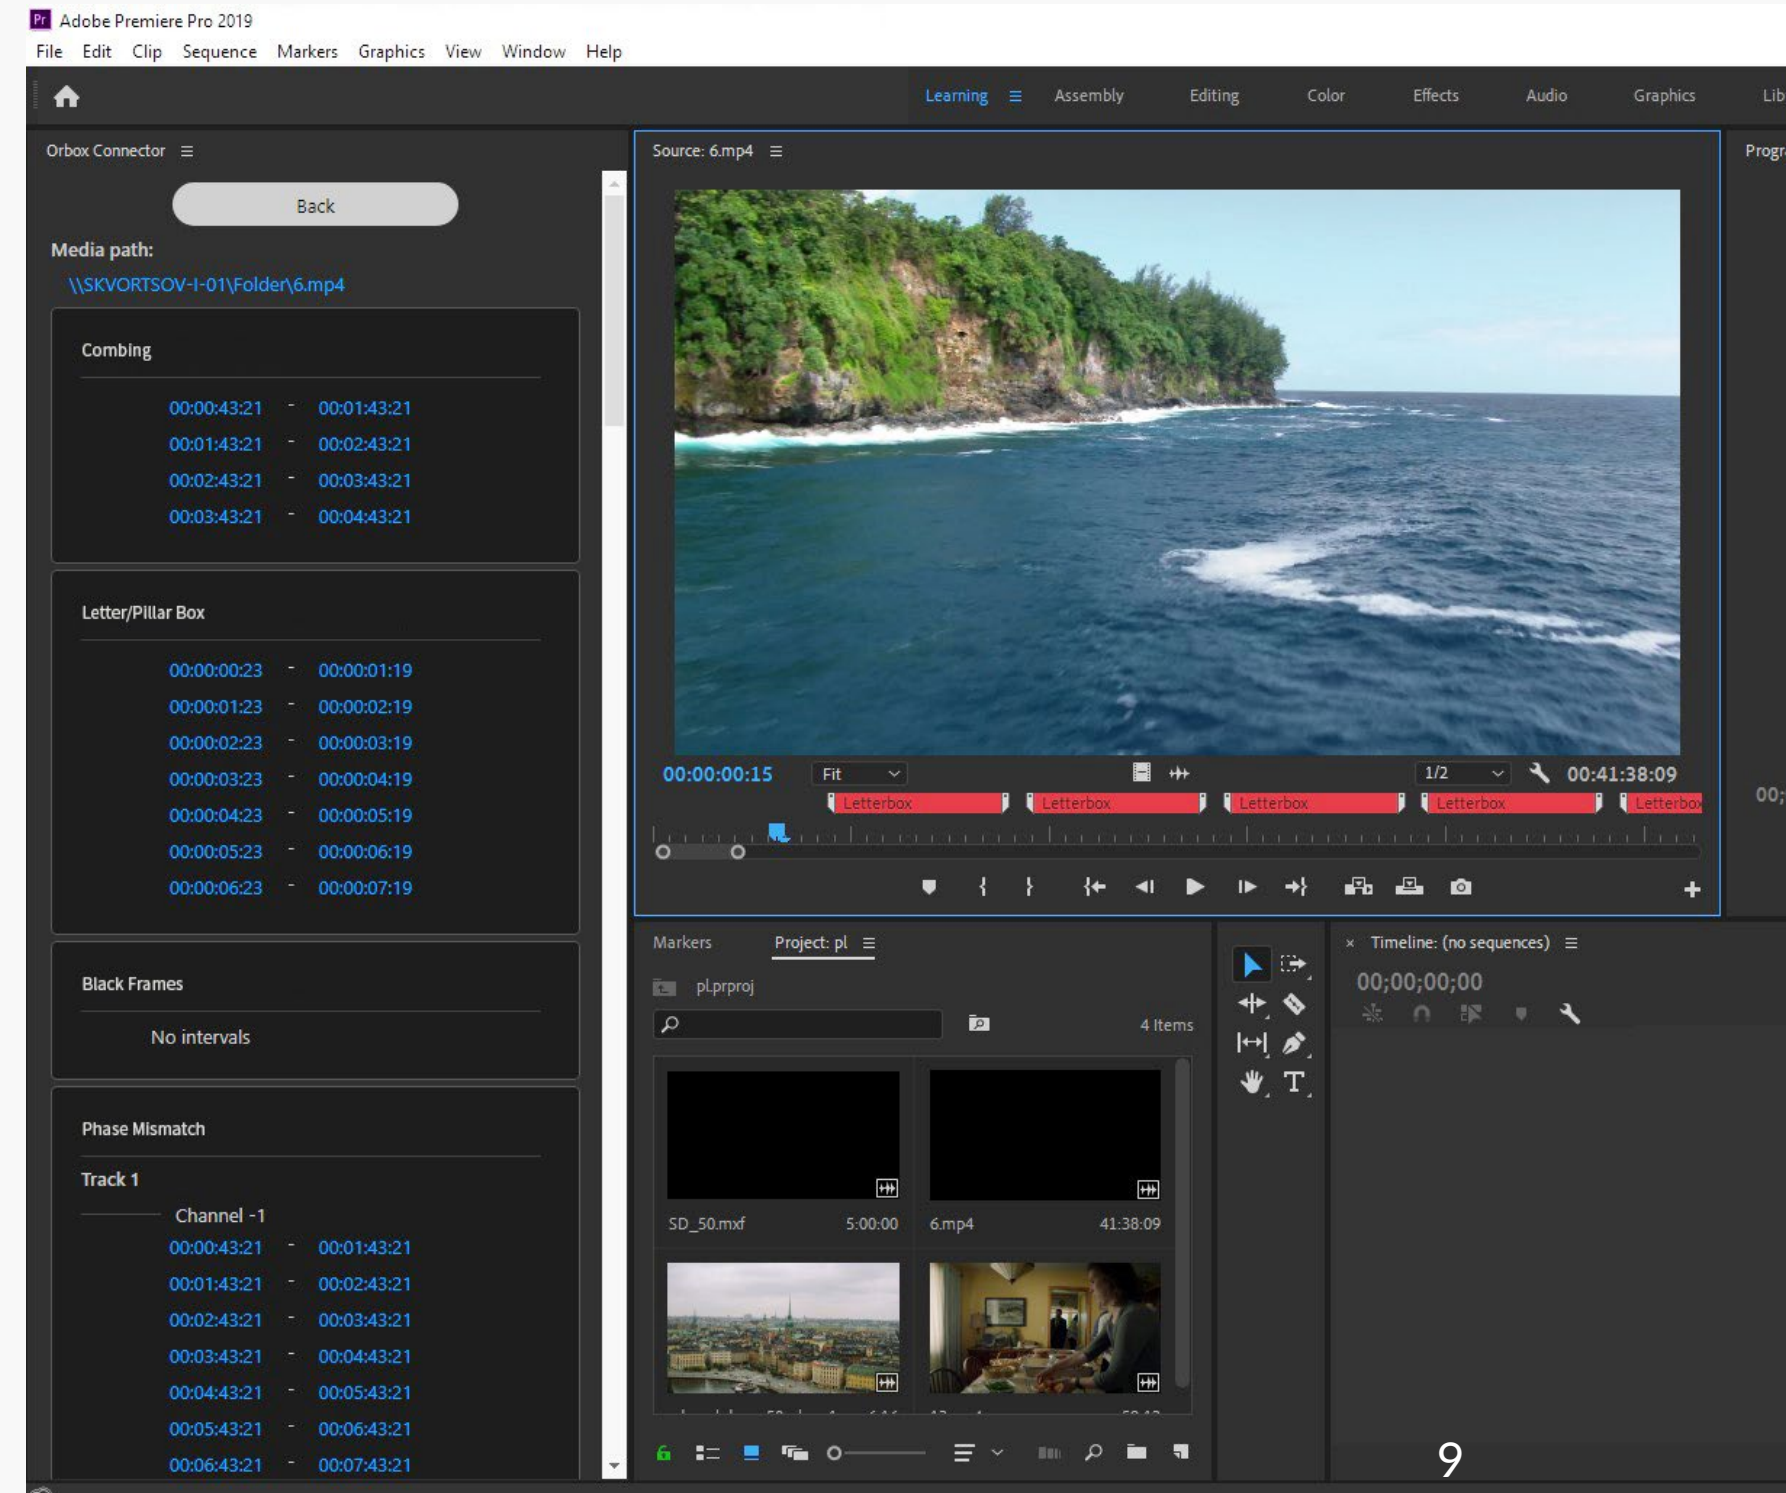 Pr Adobe Premiere Pro 2019
File Edit Clip Sequence Markers Graphics View Window Help
Learning Assembly Editing Color Effects Audio Graphics Lib
Orbox Connector
Back
Media path:
\\SKVORTSOV-I-01\Folder\6.mp4
Combing
00:00:43:21 - 00:01:43:21
00:01:43:21 - 00:02:43:21
00:02:43:21 - 00:03:43:21
00:03:43:21 - 00:04:43:21
Letter/Pillar Box
00:00:00:23 - 00:00:01:19
00:00:01:23 - 00:00:02:19
00:00:02:23 - 00:00:03:19
00:00:03:23 - 00:00:04:19
00:00:04:23 - 00:00:05:19
00:00:05:23 - 00:00:06:19
00:00:06:23 - 00:00:07:19
Black Frames
No intervals
Phase Mismatch
Track 1
Channel -1
00:00:43:21 - 00:01:43:21
00:01:43:21 - 00:02:43:21
00:02:43:21 - 00:03:43:21
00:03:43:21 - 00:04:43:21
00:04:43:21 - 00:05:43:21
00:05:43:21 - 00:06:43:21
00:06:43:21 - 00:07:43:21
Source: 6.mp4
00:00:00:15 Fit 1/2 00:41:38:09
Letterbox Letterbox Letterbox Letterbox Letterbox
Progr
00;
Markers Project: pl
pl.prproj
4 Items
SD_50.mxf 5:00:00 6.mp4 41:38:09
× Timeline: (no sequences)
00;00;00;00
9